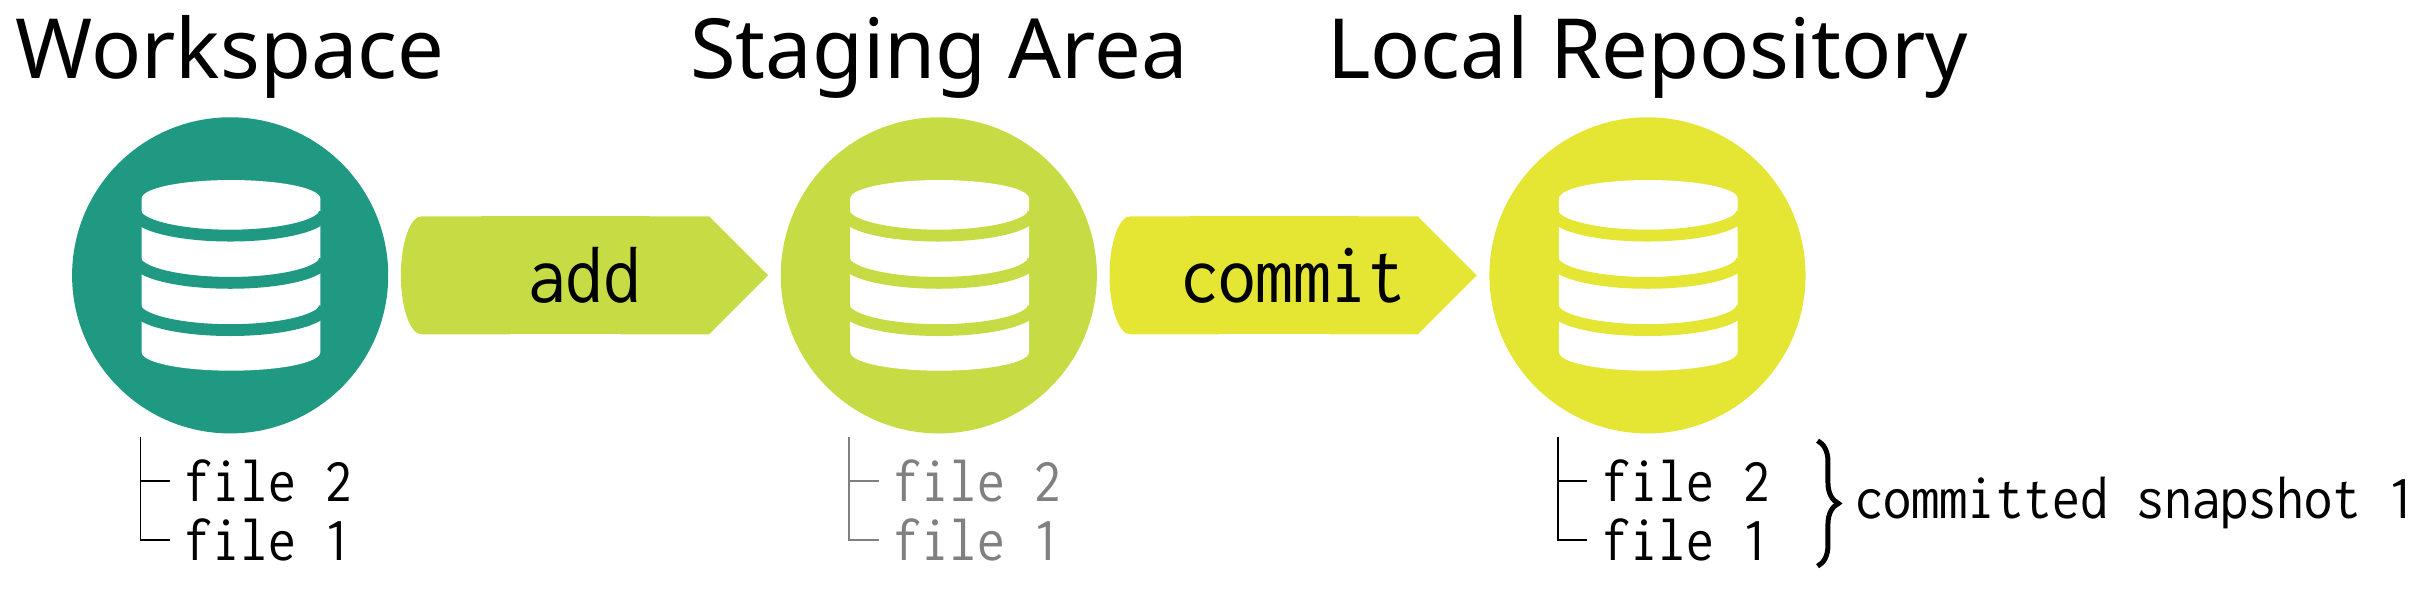 Workspace
Staging Area
Local Repository
add
commit
file 2
file 1
file 2
file 1
file 2
file 1
committed snapshot 1